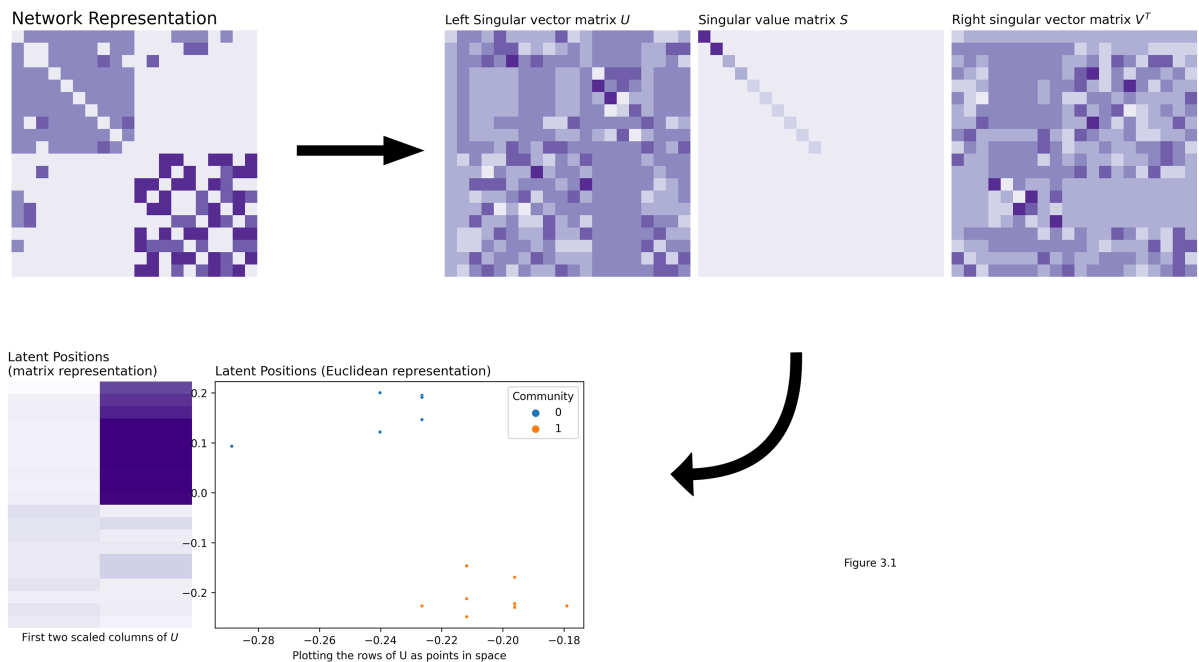 Network Representation
Left Singular vector matrix U
Singular value matrix S
Right singular vector matrix V^T
Latent Positions
(matrix representation)
Latent Positions (Euclidean representation)
Community
0
1
0.2
0.1
0.0
−0.1
−0.2
−0.28
−0.26
−0.24
−0.22
−0.20
−0.18
First two scaled columns of U
Plotting the rows of U as points in space
Figure 3.1